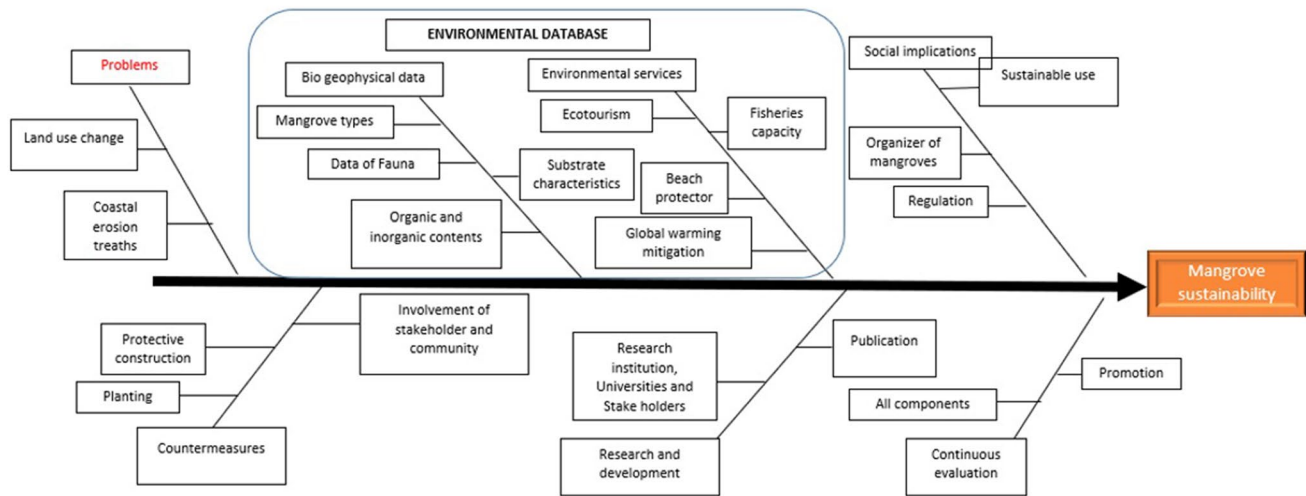 ENVIRONMENTAL DATABASE
Problems
Land use change
Coastal
erosion
treaths
Bio geophysical data
Mangrove types
Data of Fauna
Substrate
characteristics
Organic and
inorganic contents
Environmental services
Ecotourism
Fisheries
capacity
Beach
protector
Global warming
mitigation
Social implications
Sustainable use
Organizer of
mangroves
Regulation
Mangrove
sustainability
Involvement of
stakeholder and
community
Protective
construction
Planting
Countermeasures
Publication
Research
institution,
Universities and
Stake holders
Research and
development
Promotion
All components
Continuous
evaluation